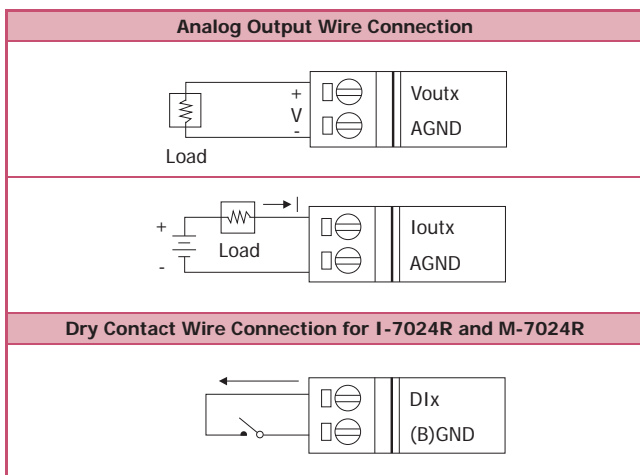 Analog Output Wire Connection
+
V
-
Load
Voutx
AGND
+
-
Load
I
Ioutx
AGND
Dry Contact Wire Connection for I-7024R and M-7024R
DIx
(B)GND